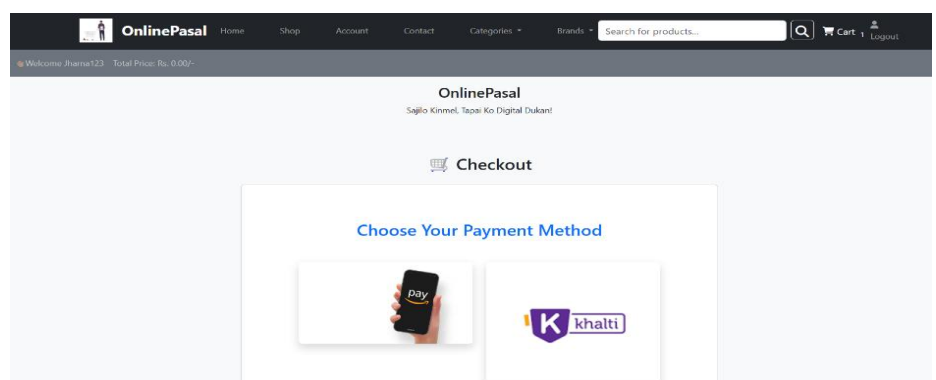 OnlinePasal Home Shop Account Contact Categories Brands Search for products... Cart 1 Logout
Welcome Jharna123 Total Price: Rs. 0.00/-
OnlinePasal
Sajilo Kinmel, Tapai Ko Digital Dukan!
Checkout
Choose Your Payment Method
pay
K khalti